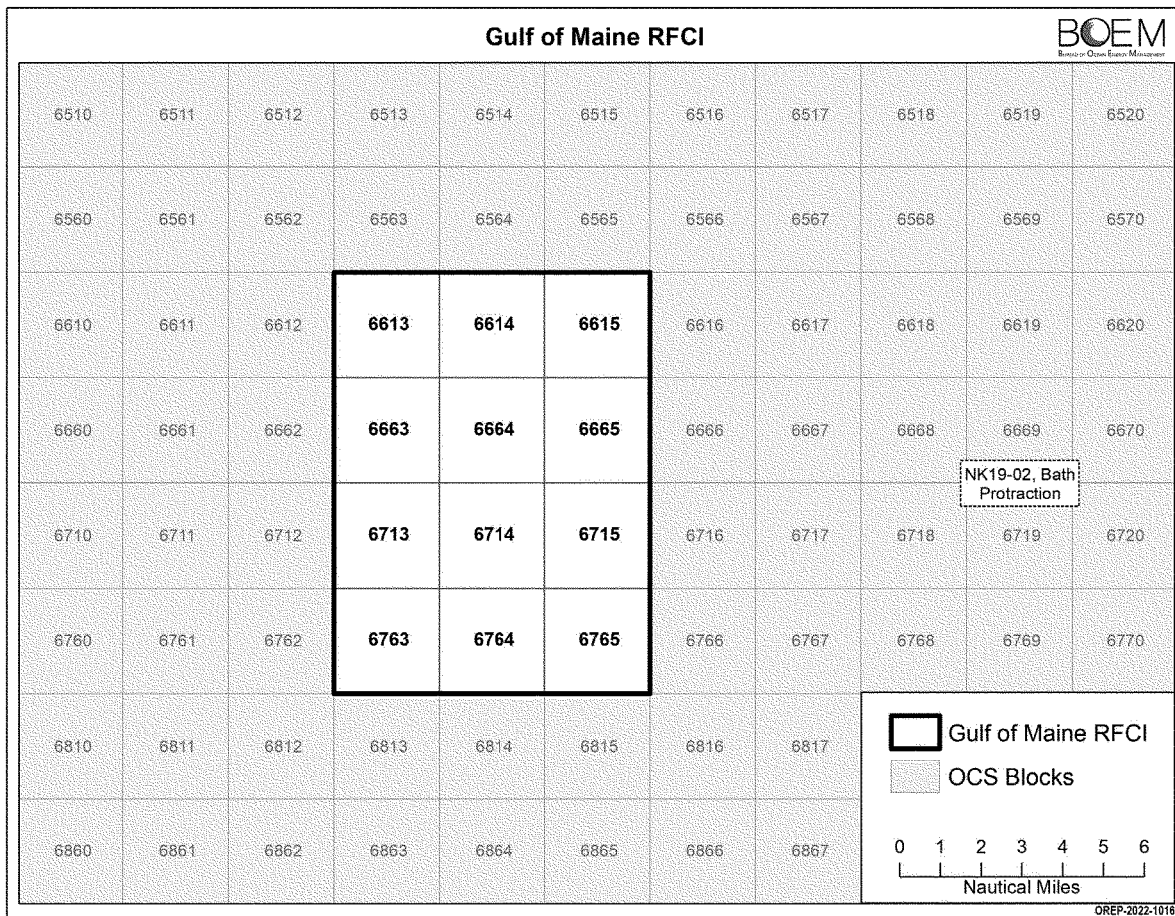 Gulf of Maine RFCI
BOEM
BUREAU OF OCEAN ENERGY MANAGEMENT
6510 6511 6512 6513 6514 6515 6516 6517 6518 6519 6520
6560 6561 6562 6563 6564 6565 6566 6567 6568 6569 6570
6610 6611 6612 6613 6614 6615 6616 6617 6618 6619 6620
6660 6661 6662 6663 6664 6665 6666 6667 6668 6669 6670
NK19-02, Bath
Protraction
6710 6711 6712 6713 6714 6715 6716 6717 6718 6719 6720
6760 6761 6762 6763 6764 6765 6766 6767 6768 6769 6770
6810 6811 6812 6813 6814 6815 6816 6817
6860 6861 6862 6863 6864 6865 6866 6867
Gulf of Maine RFCI
OCS Blocks
0 1 2 3 4 5 6
Nautical Miles
OREP-2022-1016